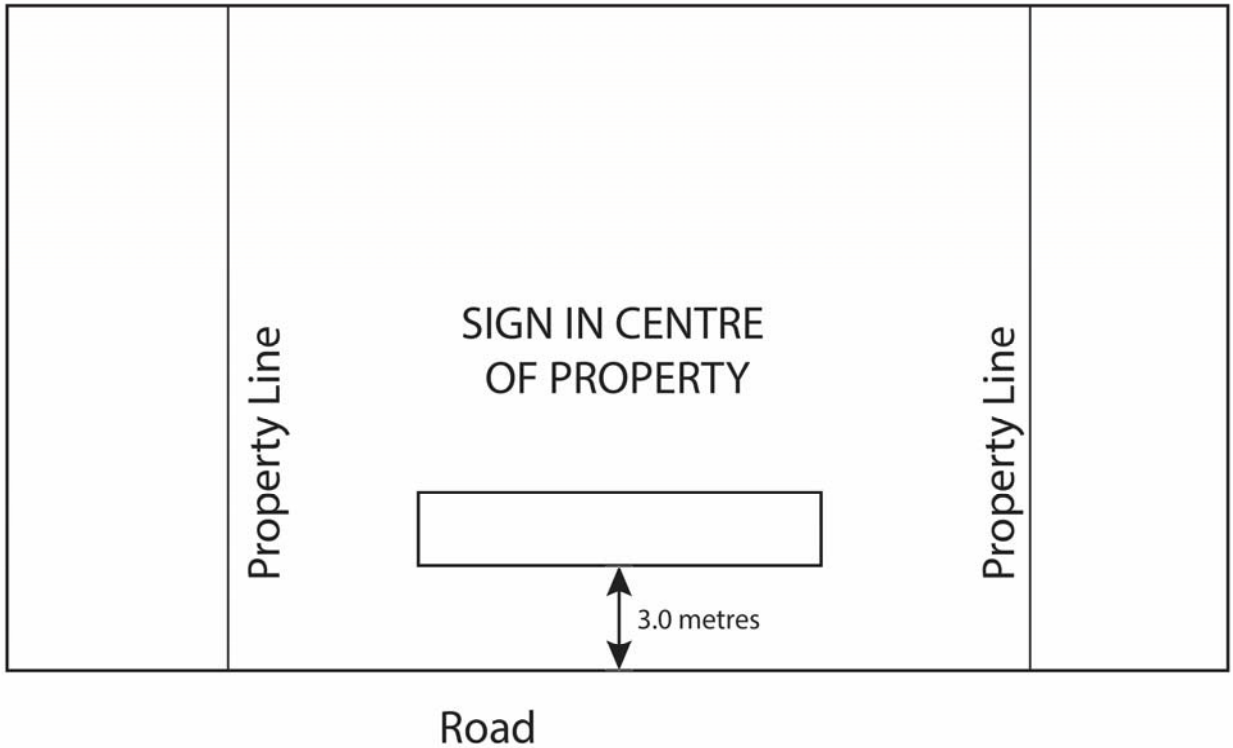 SIGN IN CENTRE
OF PROPERTY
Property Line
Property Line
3.0 metres
Road